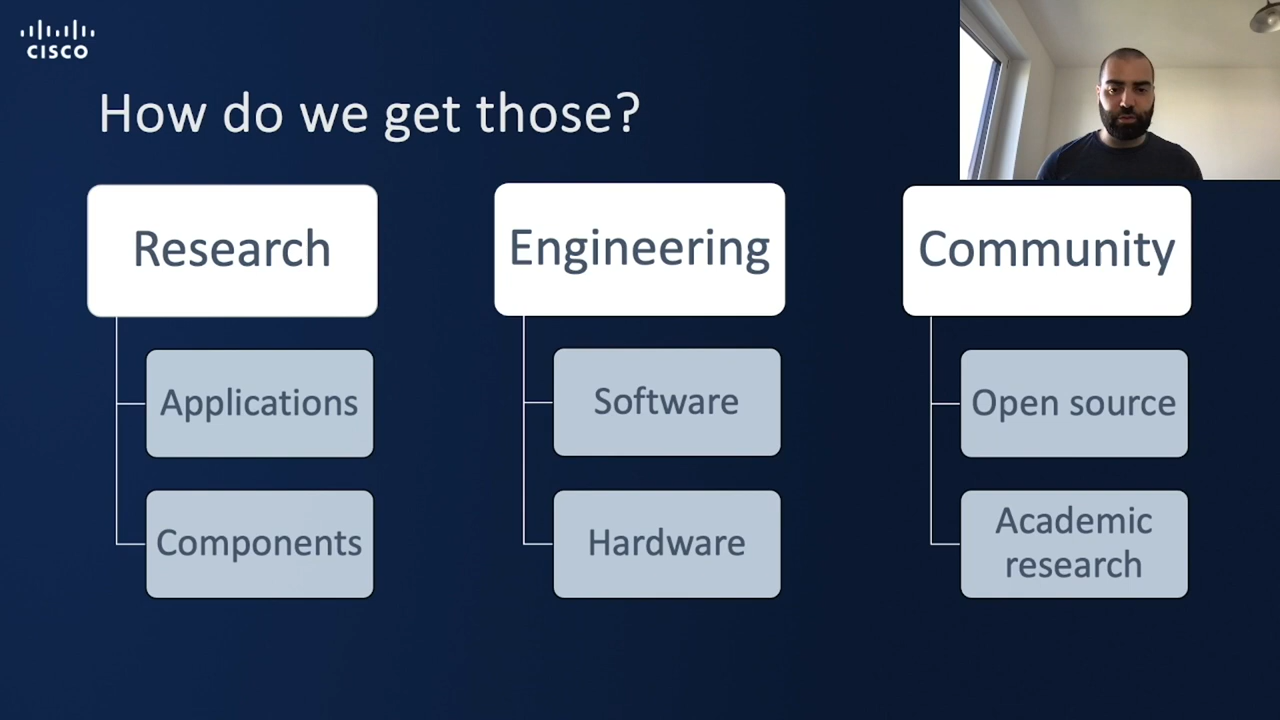 CISCO
How do we get those?
Research
Engineering
Community
Applications
Software
Open source
Components
Hardware
Academic
research